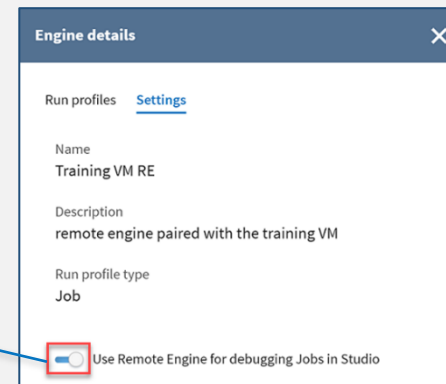 Engine details
Run profiles Settings
Name
Training VM RE
Description
remote engine paired with the training VM
Run profile type
Job
Use Remote Engine for debugging Jobs in Studio